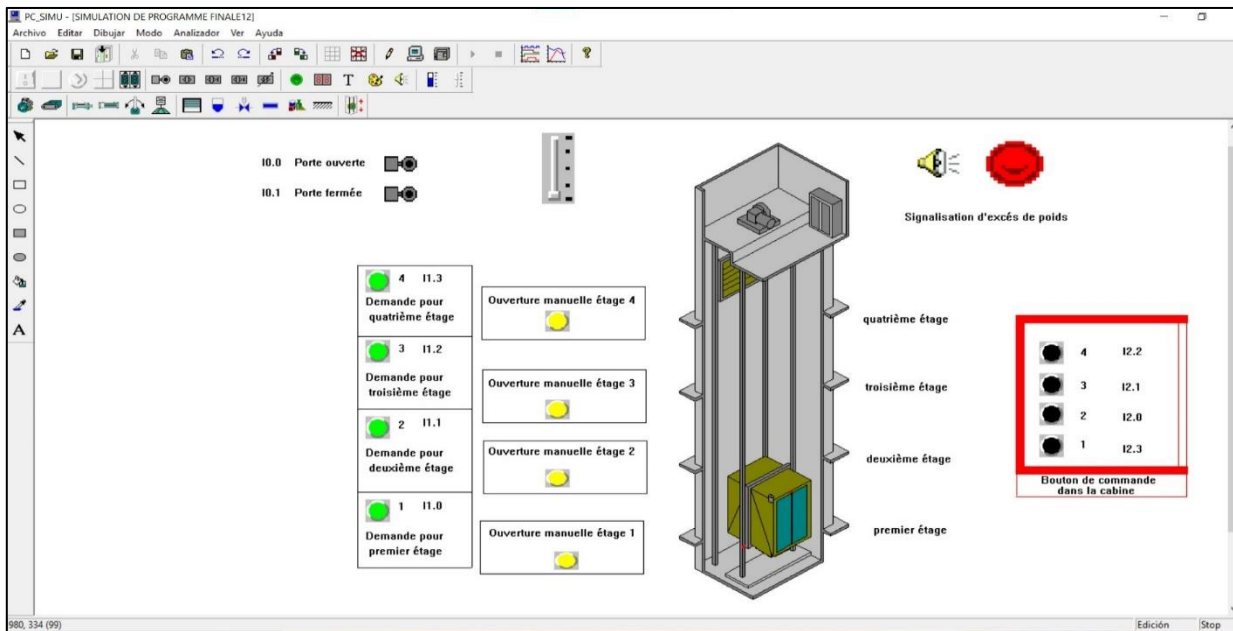 PC_SIMU - [SIMULATION DE PROGRAMME FINALE12]
Archivo Editar Dibujar Modo Analizador Ver Ayuda
T
A
I0.0 Porte ouverte
I0.1 Porte fermée
Signalisation d'excés de poids
4 I1.3
Demande pour
quatrième étage
3 I1.2
Demande pour
troisième étage
2 I1.1
Demande pour
deuxième étage
1 I1.0
Demande pour
premier étage
Ouverture manuelle étage 4
Ouverture manuelle étage 3
Ouverture manuelle étage 2
Ouverture manuelle étage 1
quatrième étage
troisième étage
deuxième étage
premier étage
4 I2.2
3 I2.1
2 I2.0
1 I2.3
Bouton de commande
dans la cabine
980, 334 (99)
Edición Stop